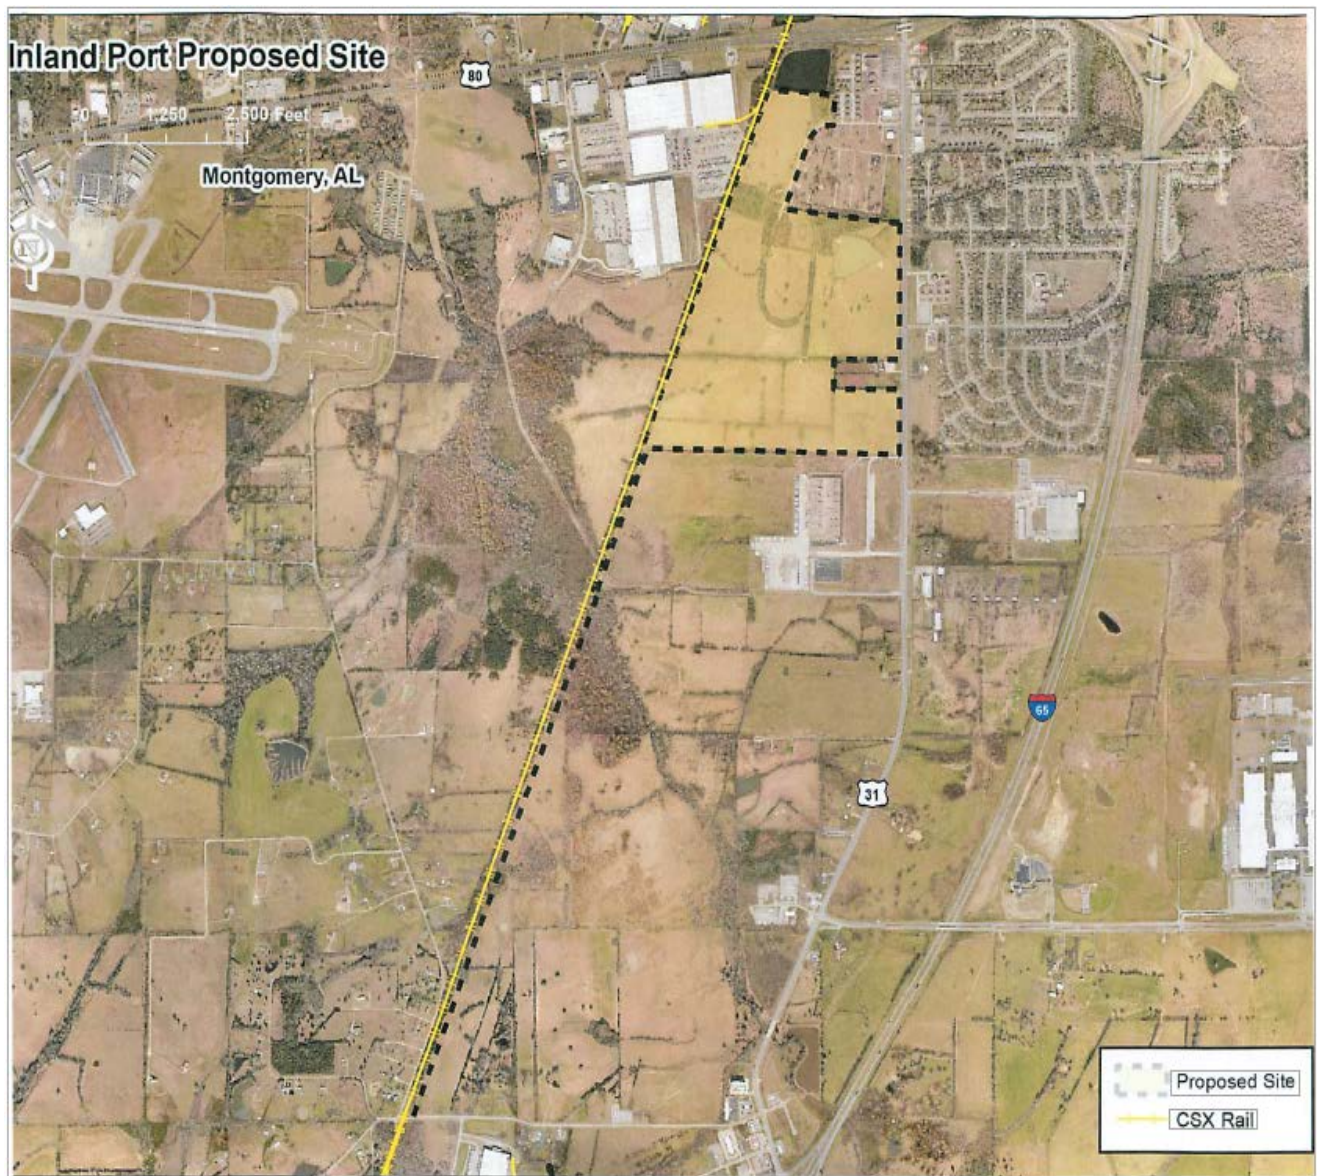 Inland Port Proposed Site
80
0 1,250 2,500 Feet
Montgomery, AL
N
65
31
Proposed Site
CSX Rail